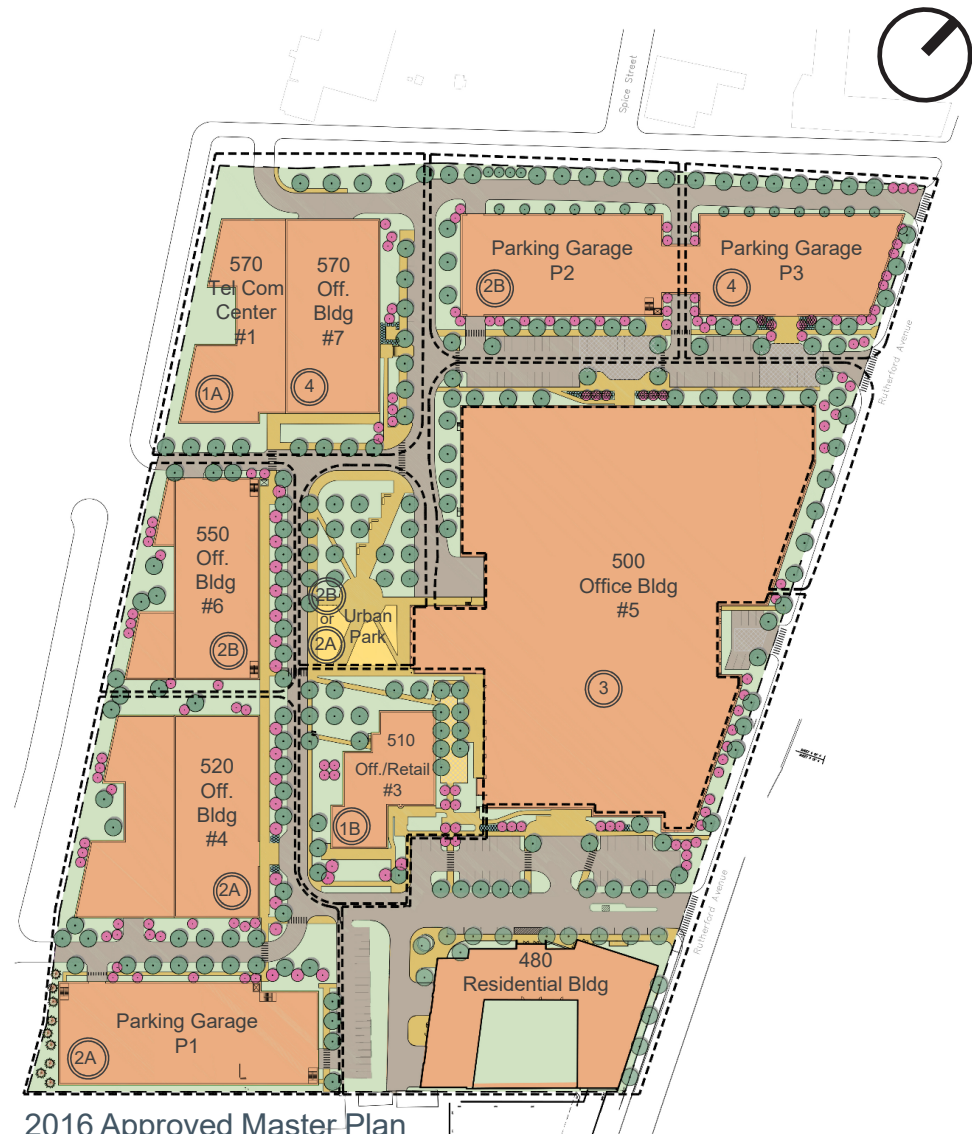 Spice Street
Parking Garage
P2
2B
Parking Garage
P3
4
570
Tel Com
Center
#1
1A
570
Off.
Bldg
#7
4
Rutherford Avenue
550
Off.
Bldg
#6
2B
2B
or
2A
Urban
Park
500
Office Bldg
#5
3
520
Off.
Bldg
#4
2A
510
Off./Retail
#3
1B
Rutherford Avenue
480
Residential Bldg
Parking Garage
P1
2A
2016 Approved Master Plan